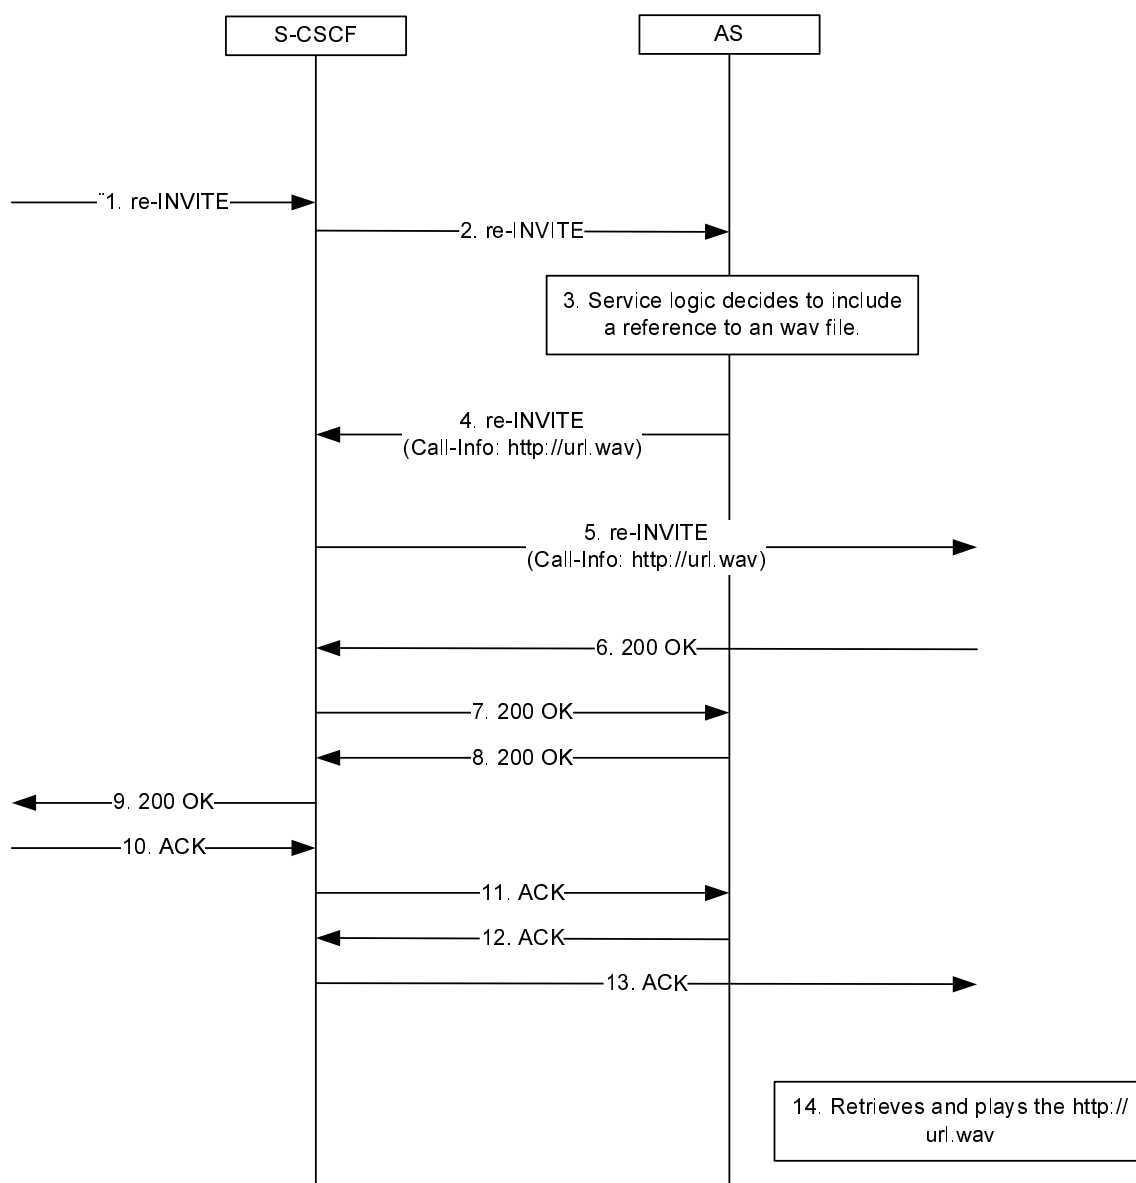 S-CSCF
AS
¨1. re-INVITE
2. re-INVITE
3. Service logic decides to include
a reference to an wav file.
4. re-INVITE
(Call-Info: http://url.wav)
5. re-INVITE
(Call-Info: http://url.wav)
6. 200 OK
7. 200 OK
8. 200 OK
9. 200 OK
10. ACK
11. ACK
12. ACK
13. ACK
14. Retrieves and plays the http://
url.wav